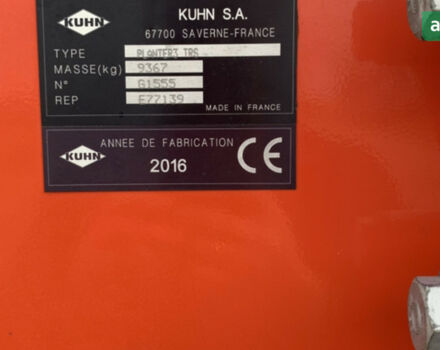 KUHN
KUHN S.A.
67700 SAVERNE-FRANCE
TYPE PLANTER3 TRS
MASSE(kg) 9367
N° G1555
REP E77139
MADE IN FRANCE
KUHN
ANNEE DE FABRICATION
2016
CE
a